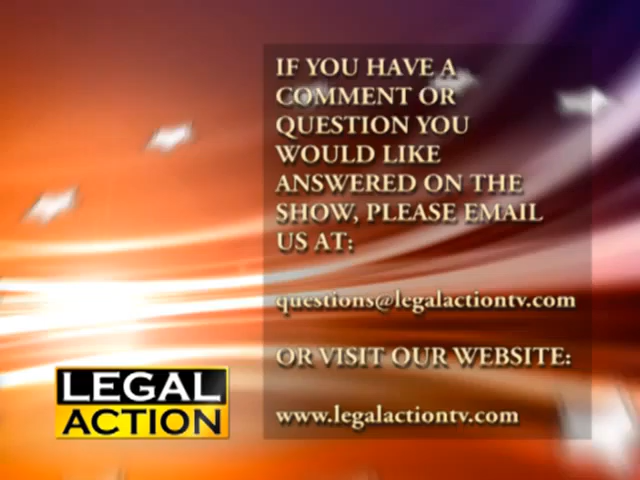 IF YOU HAVE A
COMMENT OR
QUESTION YOU
WOULD LIKE
ANSWERED ON THE
SHOW, PLEASE EMAIL
US AT:
questions@legalactiontv.com
OR VISIT OUR WEBSITE:
www.legalactiontv.com
LEGAL
ACTION